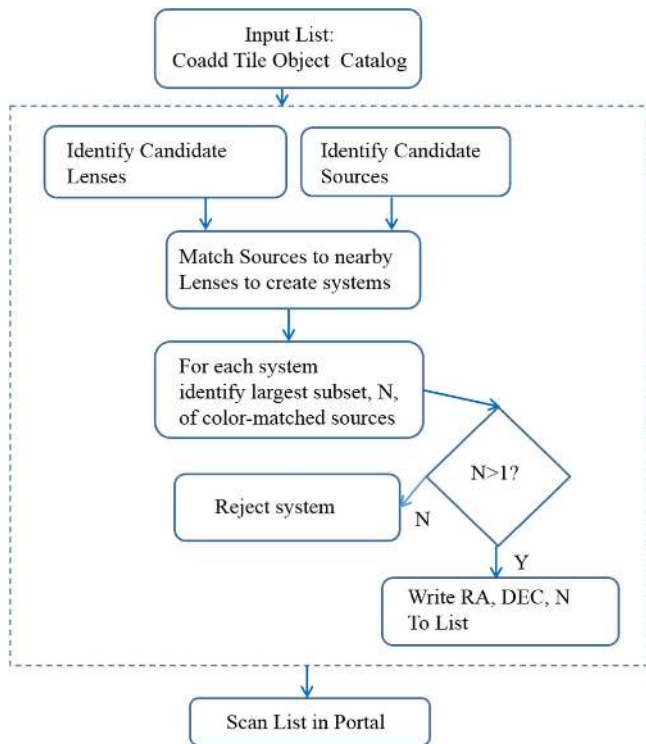 Input List:
Coadd Tile Object Catalog
Identify Candidate
Lenses
Identify Candidate
Sources
Match Sources to nearby
Lenses to create systems
For each system
identify largest subset, N,
of color-matched sources
N>1?
Reject system
N
Y
Write RA, DEC, N
To List
Scan List in Portal